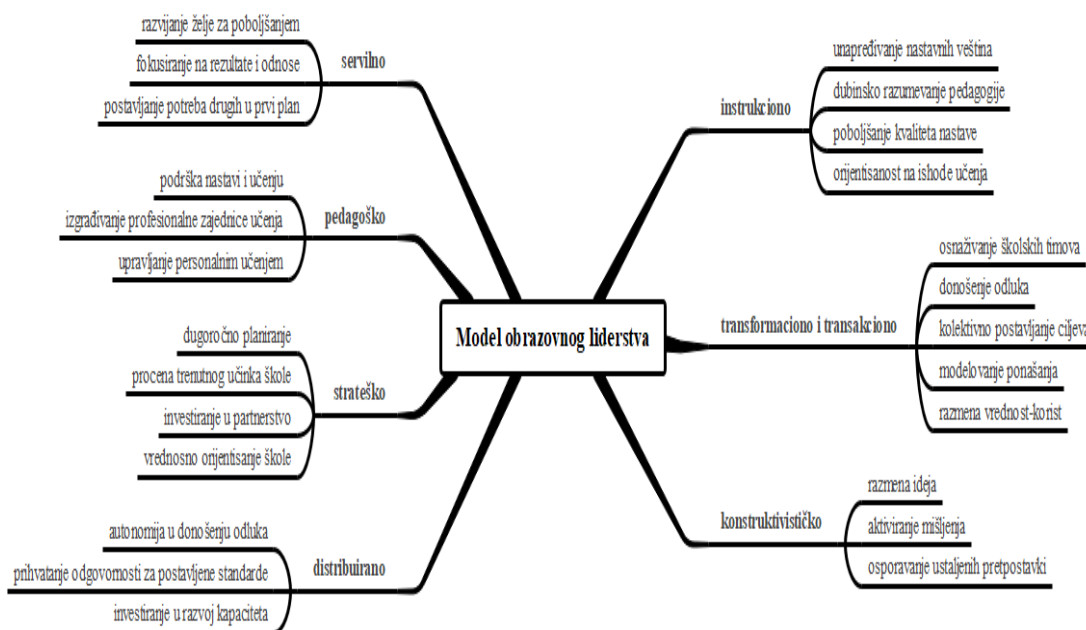 razvijanje želje za poboljšanjem
fokusiranje na rezultate i odnose
postavljanje potreba drugih u prvi plan
servilno
podrška nastavi i učenju
izgrađivanje profesionalne zajednice učenja
upravljanje personalnim učenjem
pedagoško
dugoročno planiranje
procena trenutnog učinka škole
investiranje u partnerstvo
vrednosno orijentisanje škole
strateško
autonomija u donošenju odluka
prihvatanje odgovornosti za postavljene standarde
investiranje u razvoj kapaciteta
distribuirano
Model obrazovnog liderstva
instrukciono
unapređivanje nastavnih veština
dubinsko razumevanje pedagogije
poboljšanje kvaliteta nastave
orijentisanost na ishode učenja
transformaciono i transakciono
osnaživanje školskih timova
donošenje odluka
kolektivno postavljanje ciljeva
modelovanje ponašanja
razmena vrednost-korist
konstruktivističko
razmena ideja
aktiviranje mišljenja
osporavanje ustaljenih pretpostavki